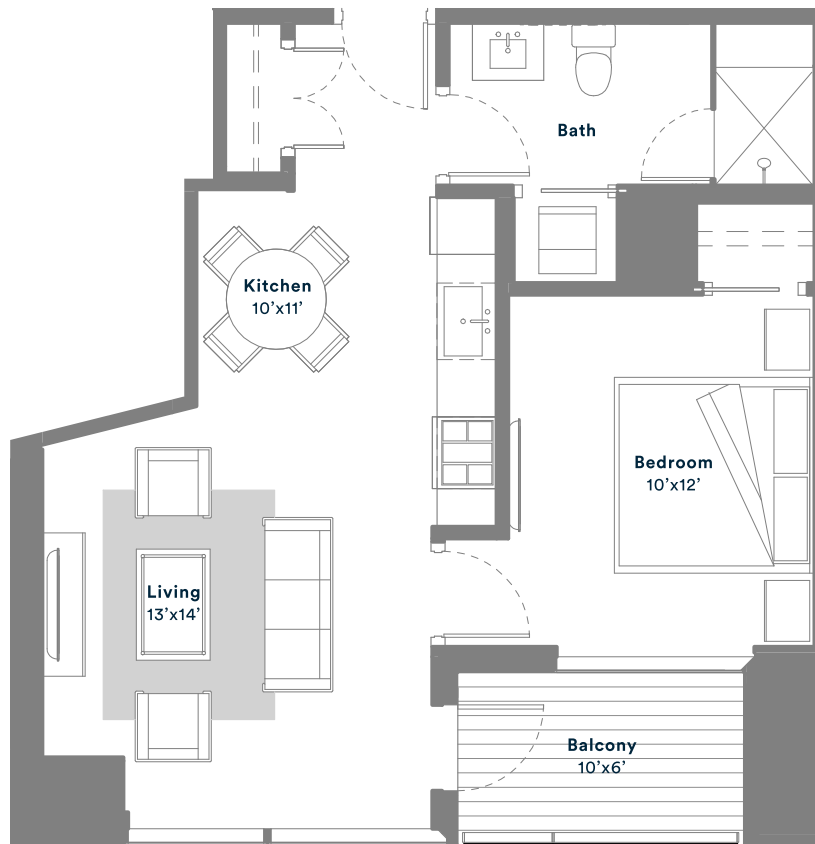 Bath
Kitchen
10’x11’
Bedroom
10’x12’
Living
13’x14’
Balcony
10’x6’